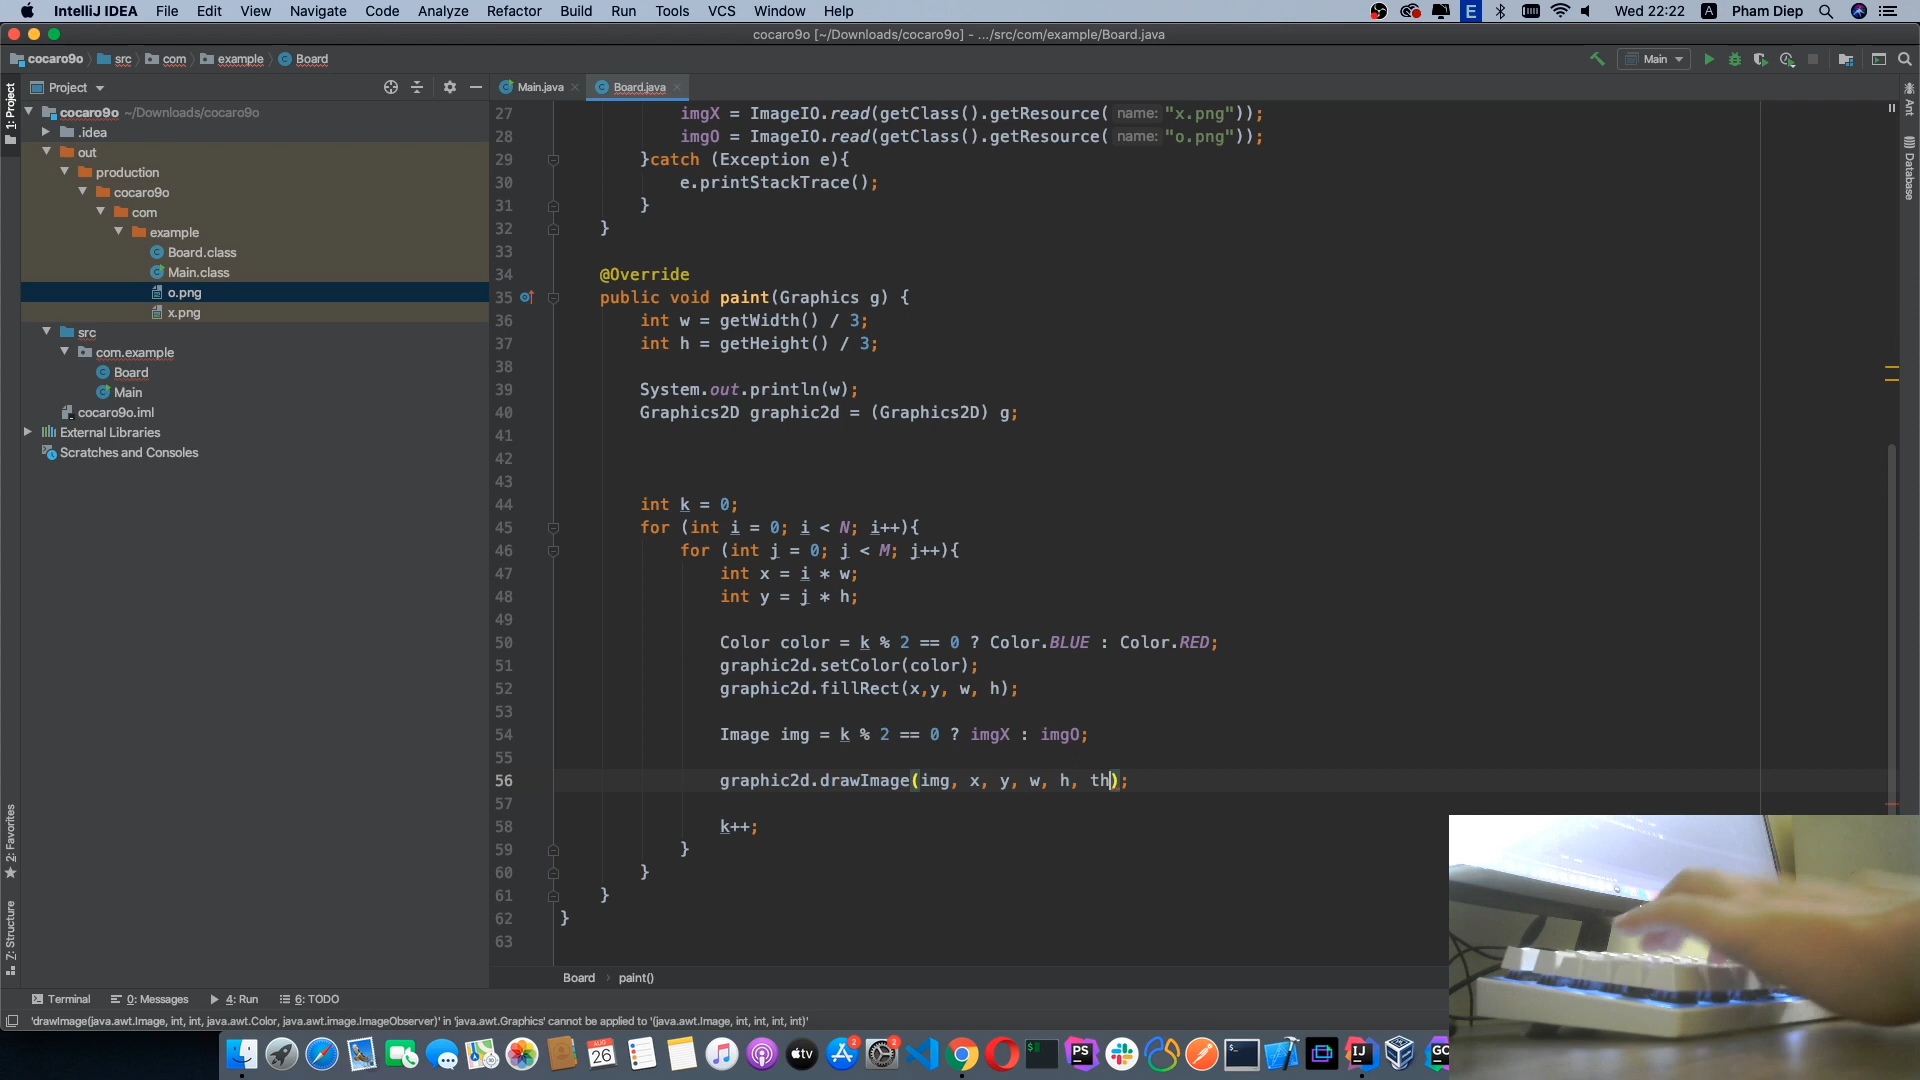 IntelliJ IDEA File Edit View Navigate Code Analyze Refactor Build Run Tools VCS Window Help E Wed 22:22 A Pham Diep
cocaro9o [~/Downloads/cocaro9o] - .../src/com/example/Board.java
cocaro9o src com example Board Main
1: Project
Project
Main.java
Board.java
cocaro9o ~/Downloads/cocaro9o
.idea
out
production
cocaro9o
com
example
Board.class
Main.class
o.png
x.png
src
com.example
Board
Main
cocaro9o.iml
External Libraries
Scratches and Consoles
27 imgX = ImageIO.read(getClass().getResource( name: "x.png"));
28 imgO = ImageIO.read(getClass().getResource( name: "o.png"));
29 }catch (Exception e){
30 e.printStackTrace();
31 }
32 }
33
34 @Override
35 public void paint(Graphics g) {
36 int w = getWidth() / 3;
37 int h = getHeight() / 3;
38
39 System.out.println(w);
40 Graphics2D graphic2d = (Graphics2D) g;
41
42
43
44 int k = 0;
45 for (int i = 0; i < N; i++){
46 for (int j = 0; j < M; j++){
47 int x = i * w;
48 int y = j * h;
49
50 Color color = k % 2 == 0 ? Color.BLUE : Color.RED;
51 graphic2d.setColor(color);
52 graphic2d.fillRect(x,y, w, h);
53
54 Image img = k % 2 == 0 ? imgX : imgO;
55
56 graphic2d.drawImage(img, x, y, w, h, th);
57
58 k++;
59 }
60 }
61 }
62 }
63
Ant
Database
2: Favorites
Z: Structure
Board paint()
Terminal 0: Messages 4: Run 6: TODO
'drawImage(java.awt.Image, int, int, java.awt.Color, java.awt.image.ImageObserver)' in 'java.awt.Graphics' cannot be applied to '(java.awt.Image, int, int, int, int)'
AUG
26
tv
2
2
PS
IJ
GO